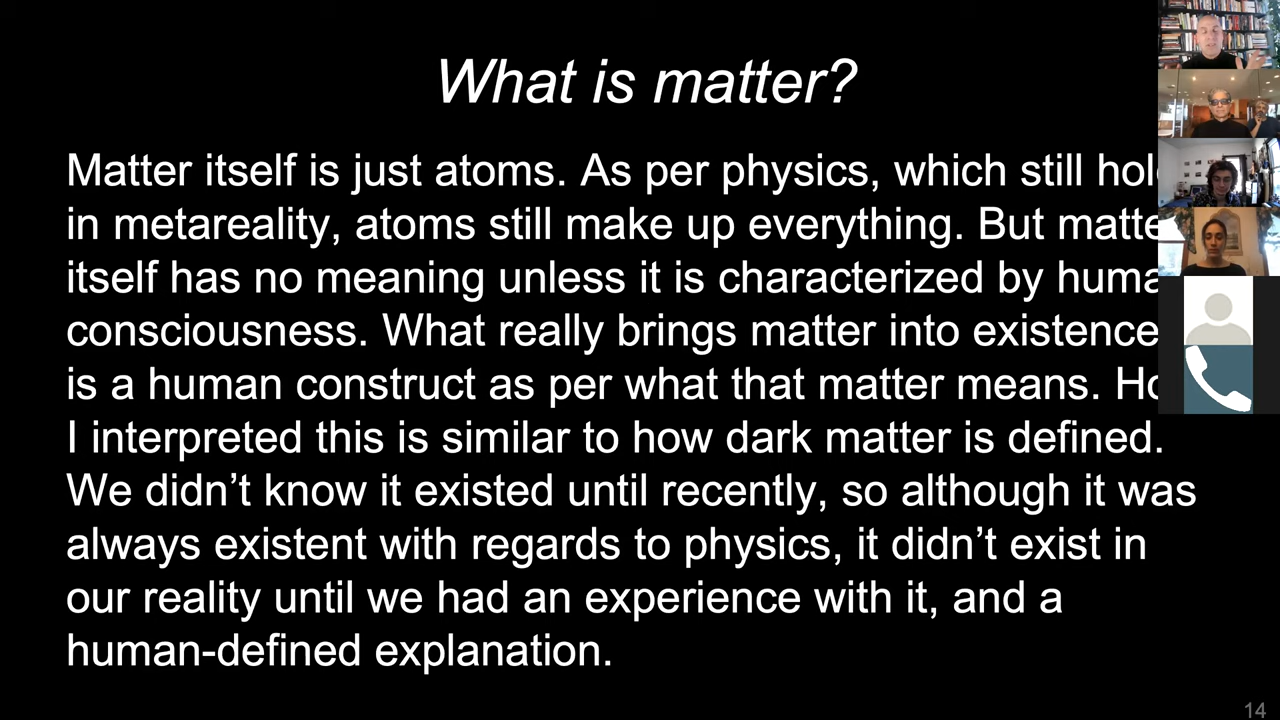 What is matter?
Matter itself is just atoms. As per physics, which still hol
in metareality, atoms still make up everything. But matte
itself has no meaning unless it is characterized by huma
consciousness. What really brings matter into existence
is a human construct as per what that matter means. Ho
I interpreted this is similar to how dark matter is defined.
We didn’t know it existed until recently, so although it was
always existent with regards to physics, it didn’t exist in
our reality until we had an experience with it, and a
human-defined explanation.
14